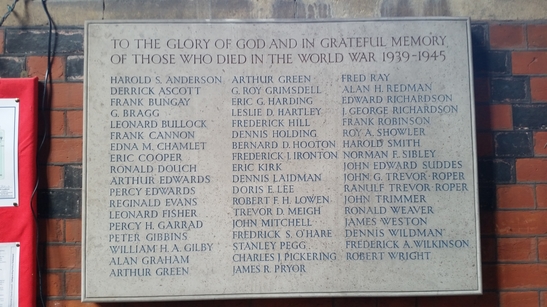 TO THE GLORY OF GOD AND IN GRATEFUL MEMORY
OF THOSE WHO DIED IN THE WORLD WAR 1939-1945
HAROLD S. ANDERSON
DERRICK ASCOTT
FRANK BUNGAY
G. BRAGG
LEONARD BULLOCK
FRANK CANNON
EDNA M. CHAMLET
ERIC COOPER
RONALD DOUCH
ARTHUR EDWARDS
PERCY EDWARDS
REGINALD EVANS
LEONARD FISHER
PERCY H. GARRAD
PETER GIBBINS
WILLIAM H. A. GILBY
ALAN GRAHAM
ARTHUR GREEN
ARTHUR GREEN
G. ROY GRIMSDELL
ERIC G. HARDING
LESLIE D. HARTLEY
FREDERICK HILL
DENNIS HOLDING
BERNARD D. HOOTON
FREDERICK J. IRONTON
ERIC KIRK
DENNIS LAIDMAN
DORIS E. LEE
ROBERT F. H. LOWEN
TREVOR D. MEIGH
JOHN MITCHELL
FREDRICK S. O'HARE
STANLEY PEGG
CHARLES J. PICKERING
JAMES R. PRYOR
FRED RAY
ALAN H. REDMAN
EDWARD RICHARDSON
J. GEORGE RICHARDSON
FRANK ROBINSON
ROY A. SHOWLER
HAROLD SMITH
NORMAN F. SIBLEY
JOHN EDWARD SUDDES
JOHN G. TREVOR-ROPER
RANULF TREVOR-ROPER
JOHN TRIMMER
RONALD WEAVER
JAMES WESTON
DENNIS WILDMAN
FREDERICK A. WILKINSON
ROBERT WRIGHT